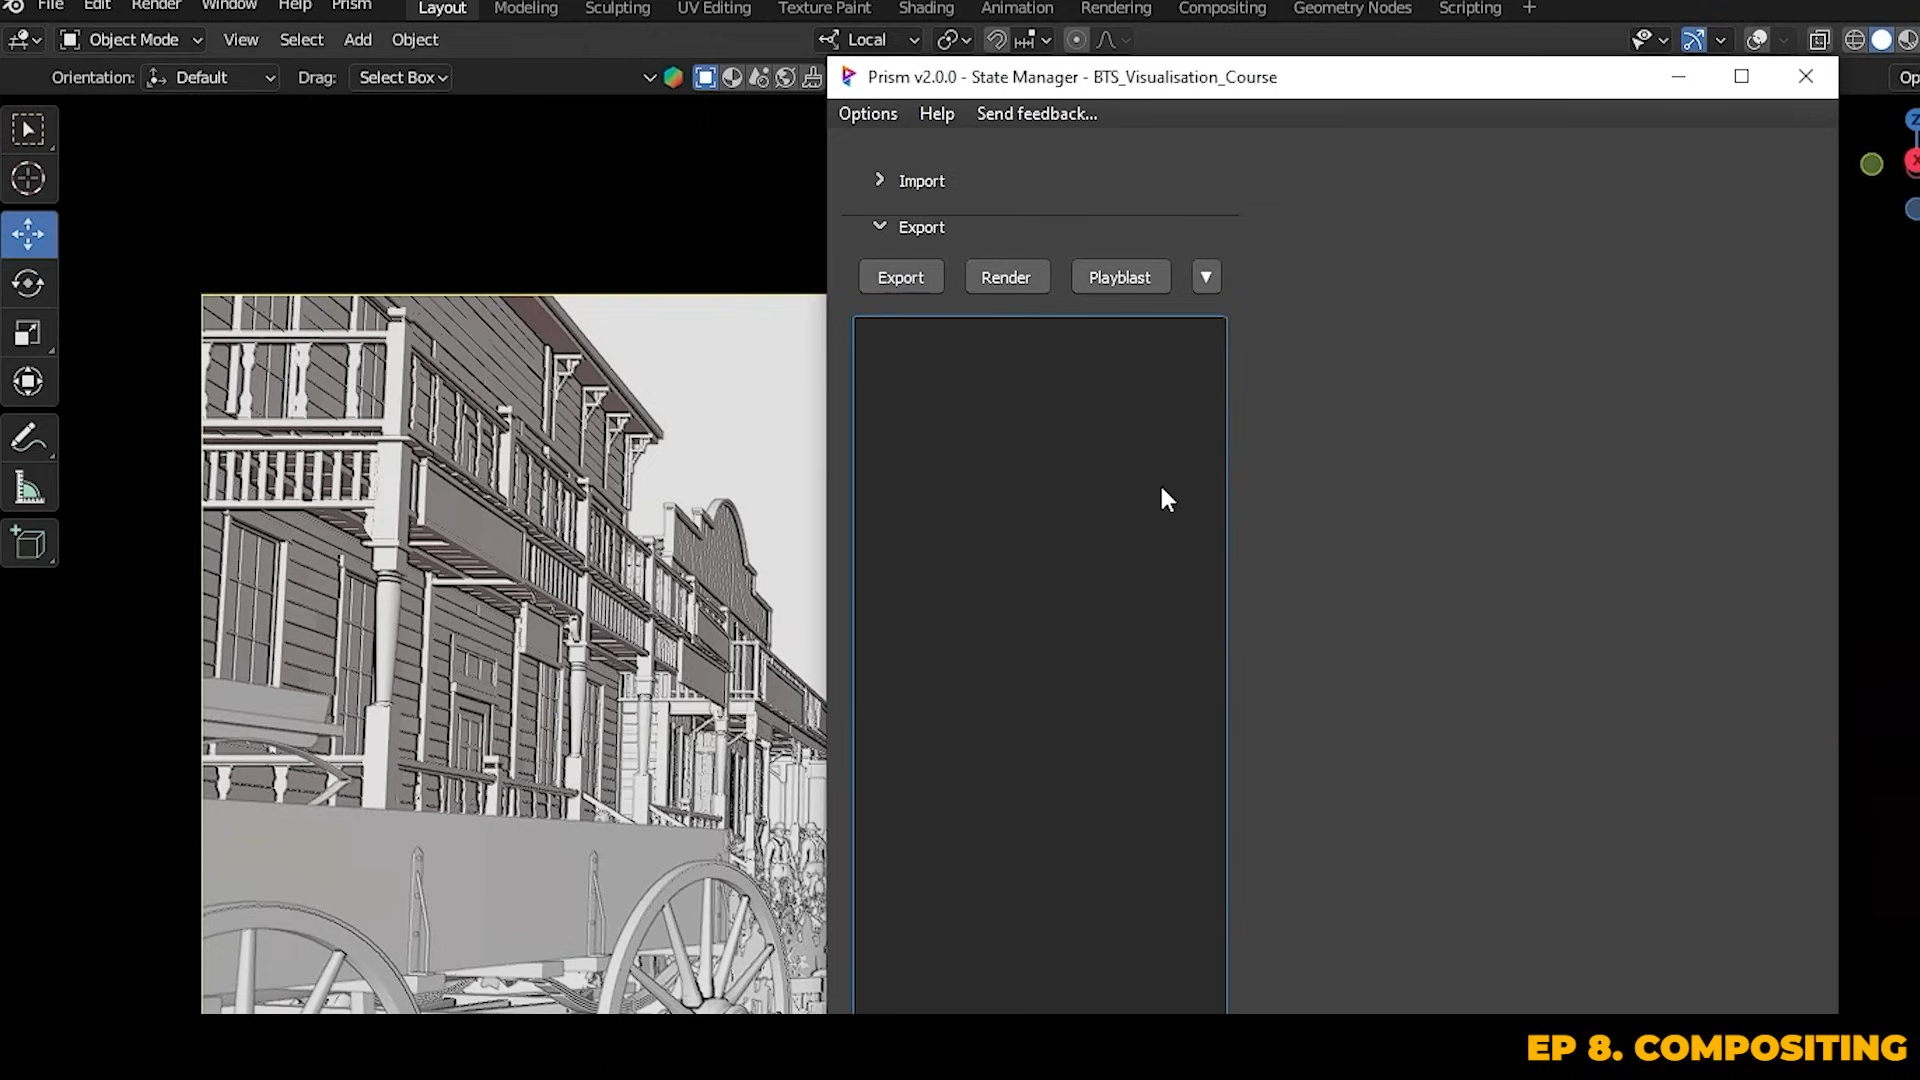 File Edit Render Window Help Prism Layout Modeling Sculpting UV Editing Texture Paint Shading Animation Rendering Compositing Geometry Nodes Scripting +
Object Mode View Select Add Object Local
Orientation: Default Drag: Select Box Op
Prism v2.0.0 - State Manager - BTS_Visualisation_Course
Options Help Send feedback...
Z
X
Import
Export
Export Render Playblast
EP 8. COMPOSITING